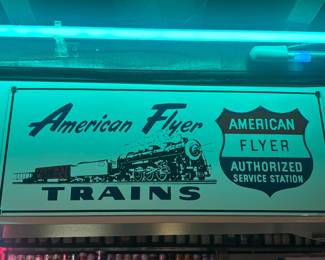 American Flyer
TRAINS
AMERICAN
FLYER
AUTHORIZED
SERVICE STATION